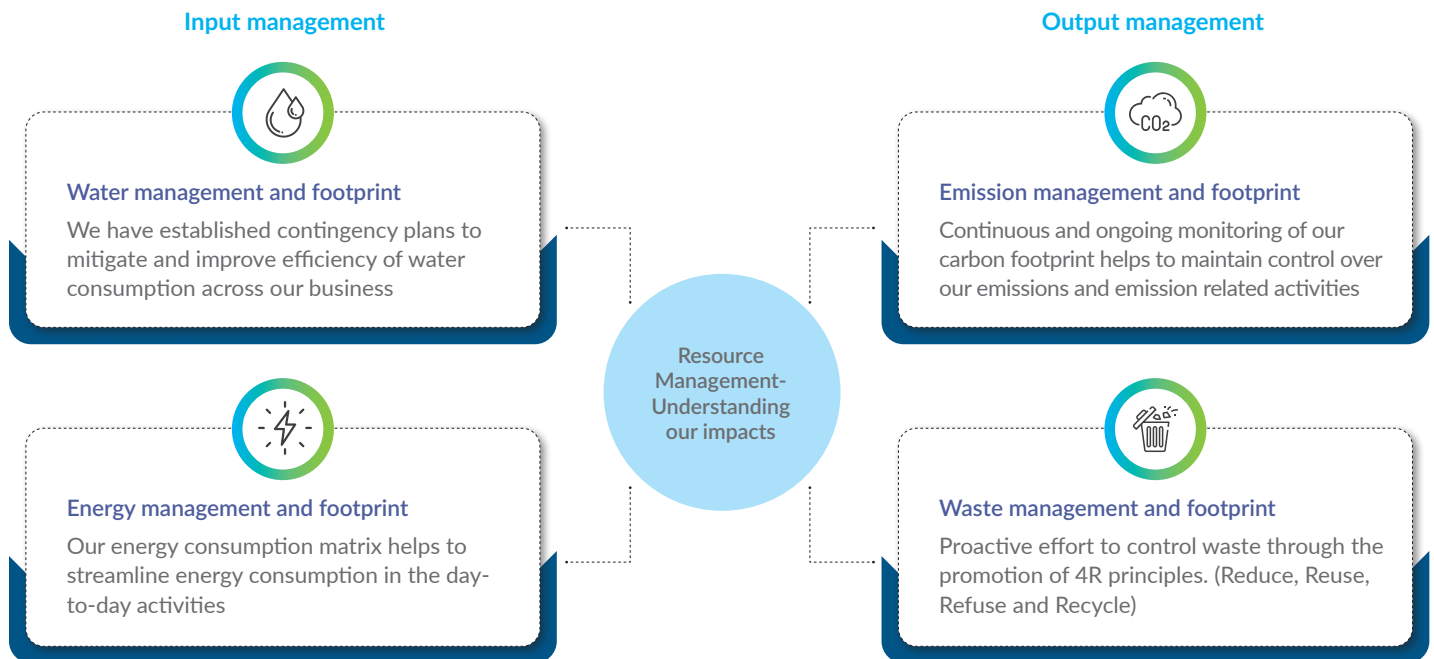 Input management
Water management and footprint
We have established contingency plans to
mitigate and improve efficiency of water
consumption across our business
Energy management and footprint
Our energy consumption matrix helps to
streamline energy consumption in the day-
to-day activities
Resource
Management-
Understanding
our impacts
Output management
CO₂
Emission management and footprint
Continuous and ongoing monitoring of our
carbon footprint helps to maintain control over
our emissions and emission related activities
Waste management and footprint
Proactive effort to control waste through the
promotion of 4R principles. (Reduce, Reuse,
Refuse and Recycle)